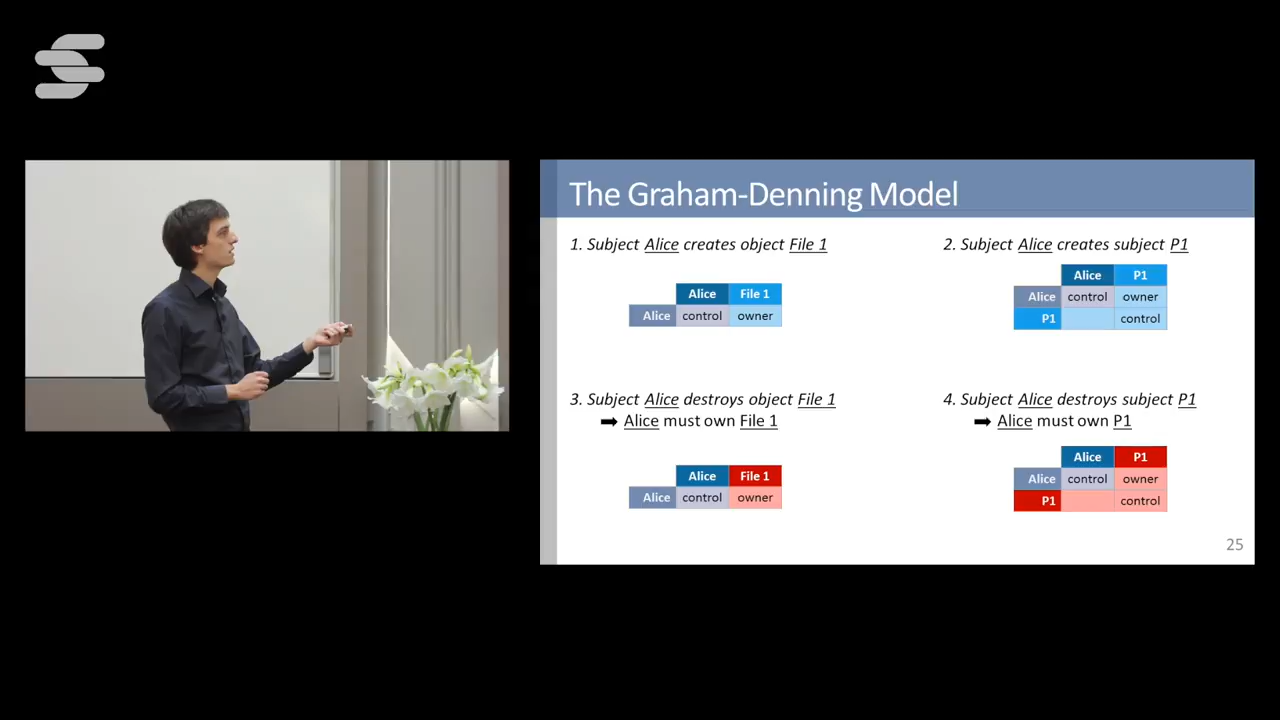 The Graham-Denning Model
1. Subject Alice creates object File 1
Alice File 1
Alice control owner
2. Subject Alice creates subject P1
Alice P1
Alice control owner
P1 control
3. Subject Alice destroys object File 1
➡ Alice must own File 1
Alice File 1
Alice control owner
4. Subject Alice destroys subject P1
➡ Alice must own P1
Alice P1
Alice control owner
P1 control
25